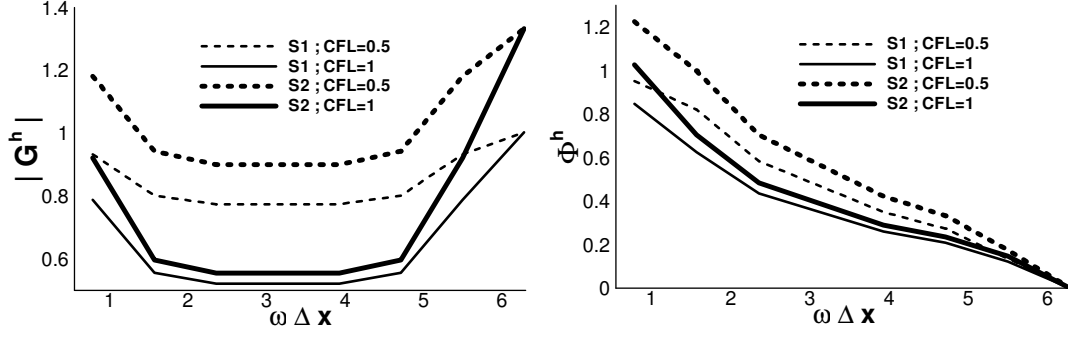 1.4
1.2
1
0.8
0.6
| G^h |
S1 ; CFL=0.5
S1 ; CFL=1
S2 ; CFL=0.5
S2 ; CFL=1
1 2 3 4 5 6
ω Δ x
1.2
1
0.8
0.6
0.4
0.2
0
Φ^h
S1 ; CFL=0.5
S1 ; CFL=1
S2 ; CFL=0.5
S2 ; CFL=1
1 2 3 4 5 6
ω Δ x